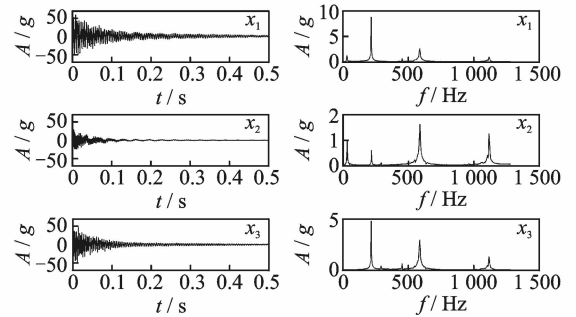 50 0 −50 A / g x1 0 0.1 0.2 0.3 0.4 0.5 t / s
10 5 0 A / g x1 0 500 1 000 1 500 f / Hz
50 0 −50 A / g x2 0 0.1 0.2 0.3 0.4 0.5 t / s
2 1 0 A / g x2 0 500 1 000 1 500 f / Hz
50 0 −50 A / g x3 0 0.1 0.2 0.3 0.4 0.5 t / s
5 0 A / g x3 0 500 1 000 1 500 f / Hz